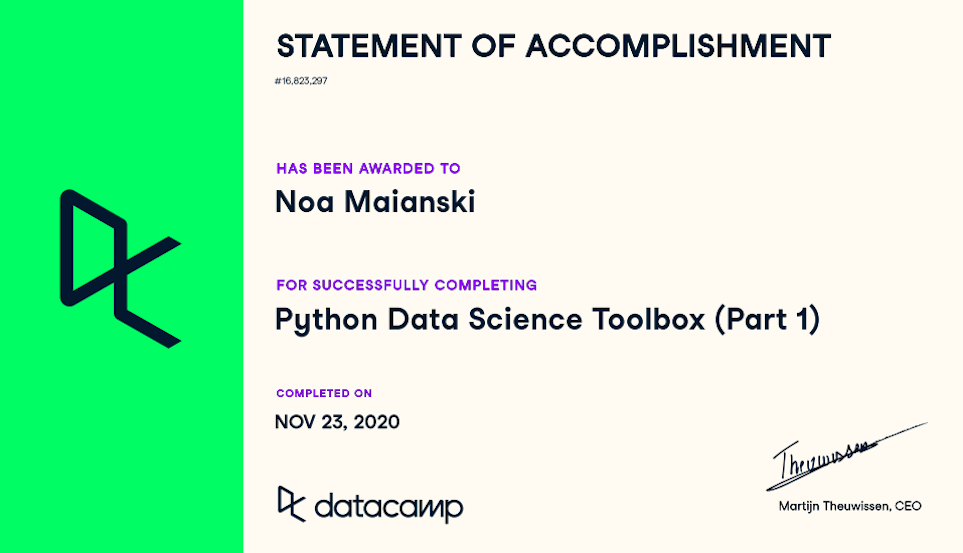 STATEMENT OF ACCOMPLISHMENT
#16,823,297
HAS BEEN AWARDED TO
Noa Maianski
FOR SUCCESSFULLY COMPLETING
Python Data Science Toolbox (Part 1)
COMPLETED ON
NOV 23, 2020
datacamp
Theuwissen
Martijn Theuwissen, CEO